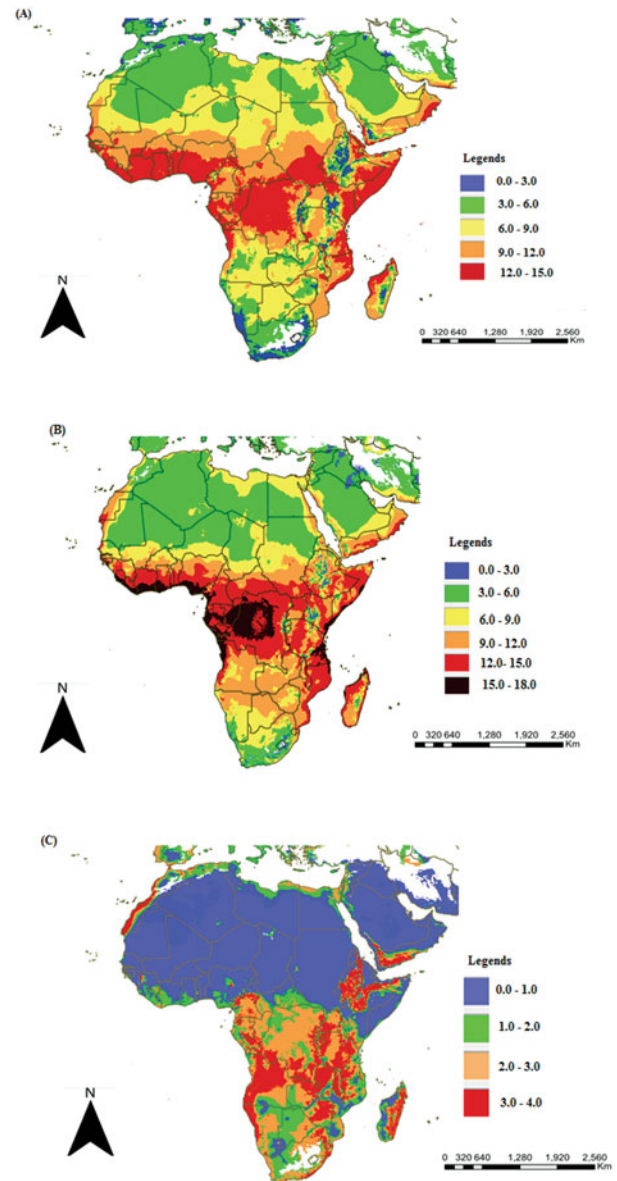 (A)
Legends
0.0 - 3.0
3.0 - 6.0
6.0 - 9.0
9.0 - 12.0
12.0 - 15.0
N
0 320 640 1,280 1,920 2,560
Km
(B)
Legends
0.0 - 3.0
3.0 - 6.0
6.0 - 9.0
9.0 - 12.0
12.0 - 15.0
15.0 - 18.0
N
0 320 640 1,280 1,920 2,560
Km
(C)
Legends
0.0 - 1.0
1.0 - 2.0
2.0 - 3.0
3.0 - 4.0
N
0 320 640 1,280 1,920 2,560
Km